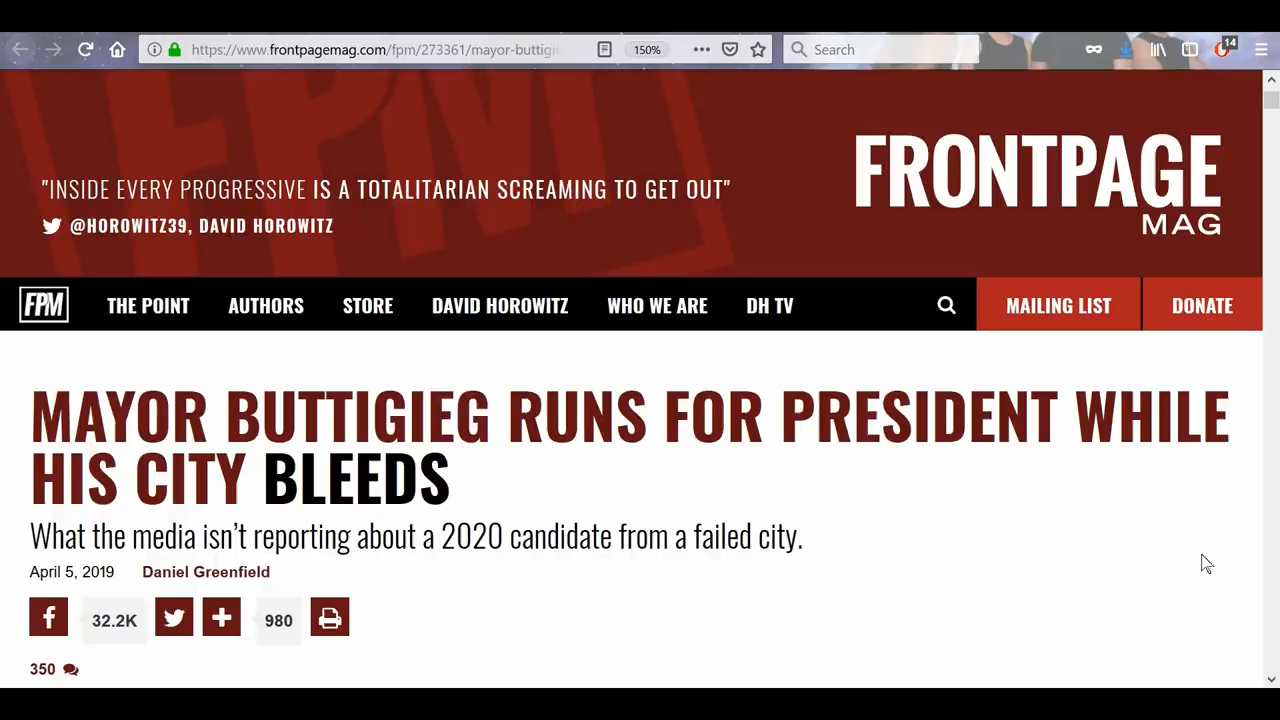 https://www.frontpagemag.com/fpm/273361/mayor-buttigie
150%
Search
14
"INSIDE EVERY PROGRESSIVE IS A TOTALITARIAN SCREAMING TO GET OUT"
@HOROWITZ39, DAVID HOROWITZ
FRONTPAGE
MAG
FPM
THE POINT
AUTHORS
STORE
DAVID HOROWITZ
WHO WE ARE
DH TV
MAILING LIST
DONATE
MAYOR BUTTIGIEG RUNS FOR PRESIDENT WHILE
HIS CITY BLEEDS
What the media isn't reporting about a 2020 candidate from a failed city.
April 5, 2019 Daniel Greenfield
32.2K
980
350